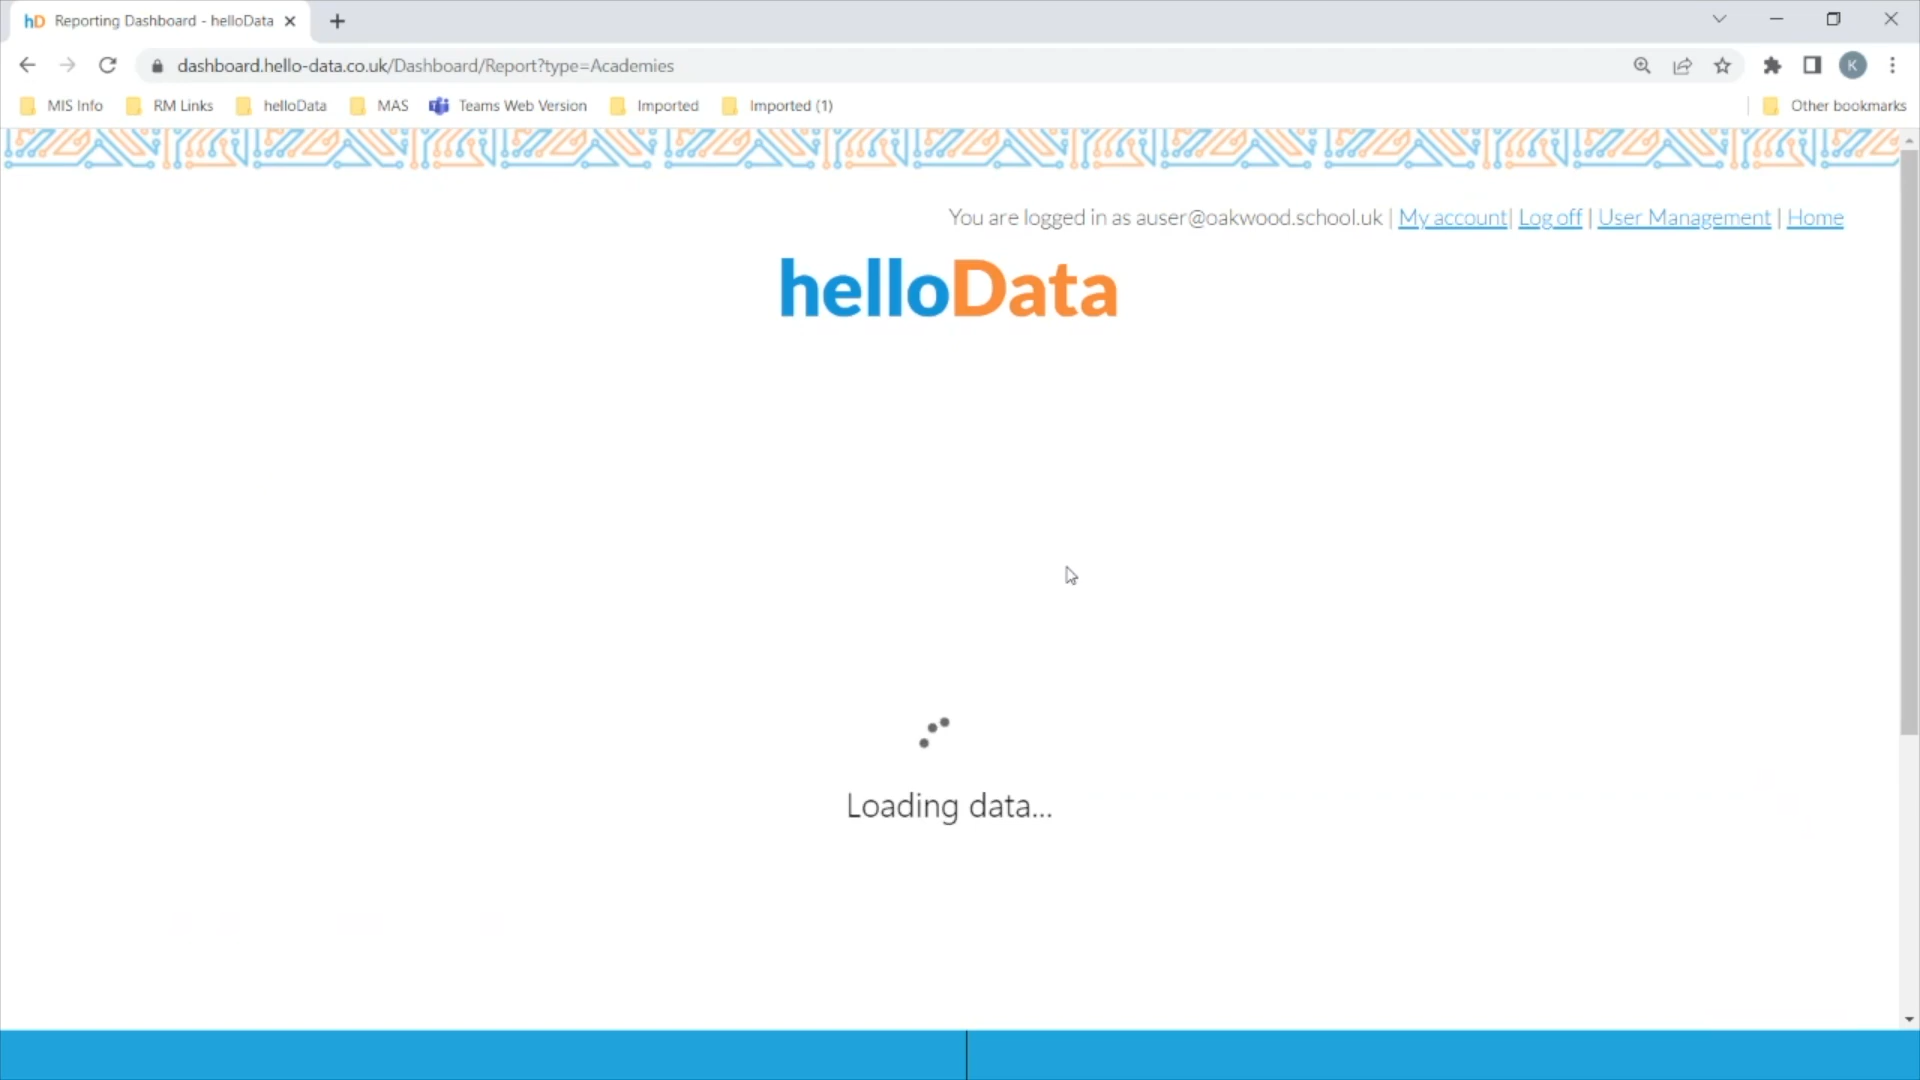 hD Reporting Dashboard - helloData
dashboard.hello-data.co.uk/Dashboard/Report?type=Academies
K
MIS Info RM Links helloData MAS Teams Web Version Imported Imported (1) Other bookmarks
You are logged in as auser@oakwood.school.uk | My account| Log off | User Management | Home
helloData
Loading data...